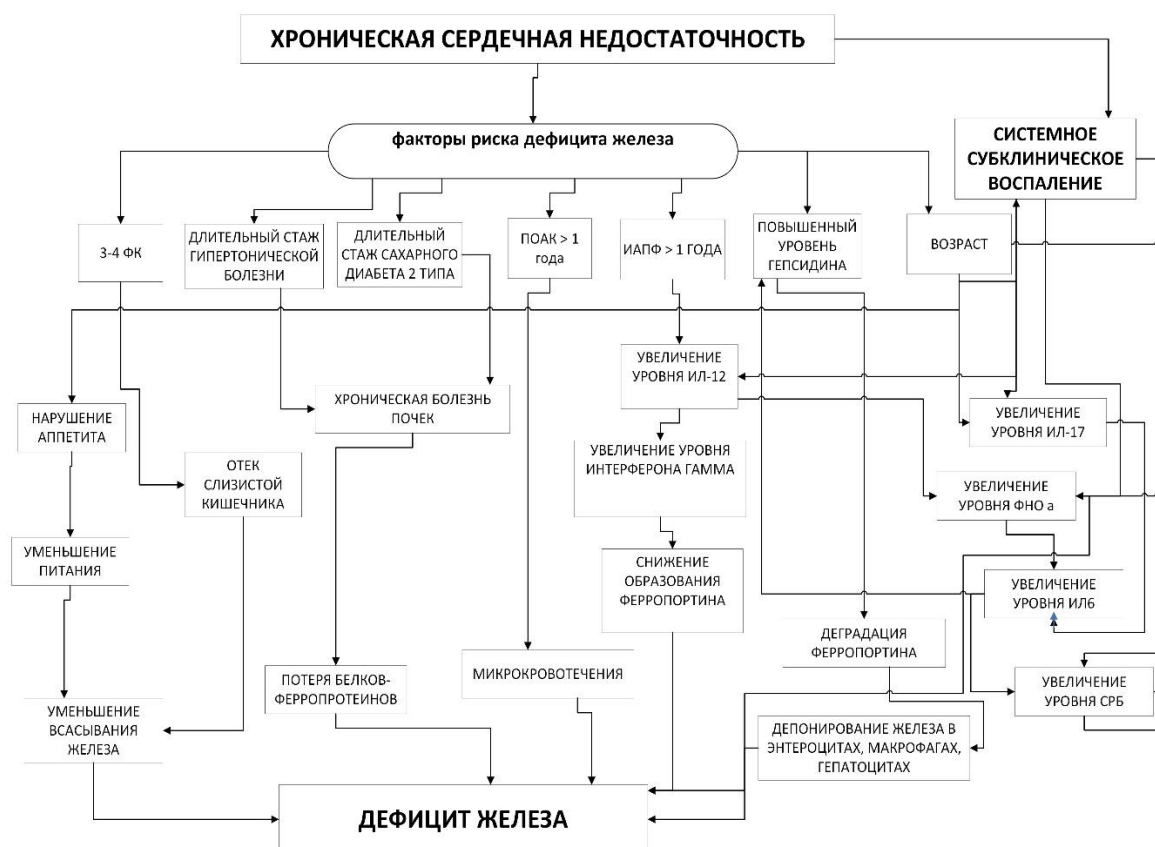 ХРОНИЧЕСКАЯ СЕРДЕЧНАЯ НЕДОСТАТОЧНОСТЬ
факторы риска дефицита железа
СИСТЕМНОЕ
СУБКЛИНИЧЕСКОЕ
ВОСПАЛЕНИЕ
3-4 ФК
ДЛИТЕЛЬНЫЙ СТАЖ
ГИПЕРТОНИЧЕСКОЙ
БОЛЕЗНИ
ДЛИТЕЛЬНЫЙ
СТАЖ САХАРНОГО
ДИАБЕТА 2 ТИПА
ПОАК > 1
года
ИАПФ > 1 ГОДА
ПОВЫШЕННЫЙ
УРОВЕНЬ
ГЕПСИДИНА
ВОЗРАСТ
УВЕЛИЧЕНИЕ
УРОВНЯ ИЛ-12
ХРОНИЧЕСКАЯ БОЛЕЗНЬ
ПОЧЕК
НАРУШЕНИЕ
АППЕТИТА
УВЕЛИЧЕНИЕ
УРОВНЯ ИЛ-17
УВЕЛИЧЕНИЕ УРОВНЯ
ИНТЕРФЕРОНА ГАММА
ОТЕК
СЛИЗИСТОЙ
КИШЕЧНИКА
УВЕЛИЧЕНИЕ
УРОВНЯ ФНО а
УМЕНЬШЕНИЕ
ПИТАНИЯ
СНИЖЕНИЕ
ОБРАЗОВАНИЯ
ФЕРРОПОРТИНА
УВЕЛИЧЕНИЕ
УРОВНЯ ИЛ6
ДЕГРАДАЦИЯ
ФЕРРОПОРТИНА
ПОТЕРЯ БЕЛКОВ-
ФЕРРОПРОТЕИНОВ
МИКРОКРОВОТЕЧЕНИЯ
УВЕЛИЧЕНИЕ
УРОВНЯ СРБ
УМЕНЬШЕНИЕ
ВСАСЫВАНИЯ
ЖЕЛЕЗА
ДЕПОНИРОВАНИЕ ЖЕЛЕЗА В
ЭНТЕРОЦИТАХ, МАКРОФАГАХ,
ГЕПАТОЦИТАХ
ДЕФИЦИТ ЖЕЛЕЗА